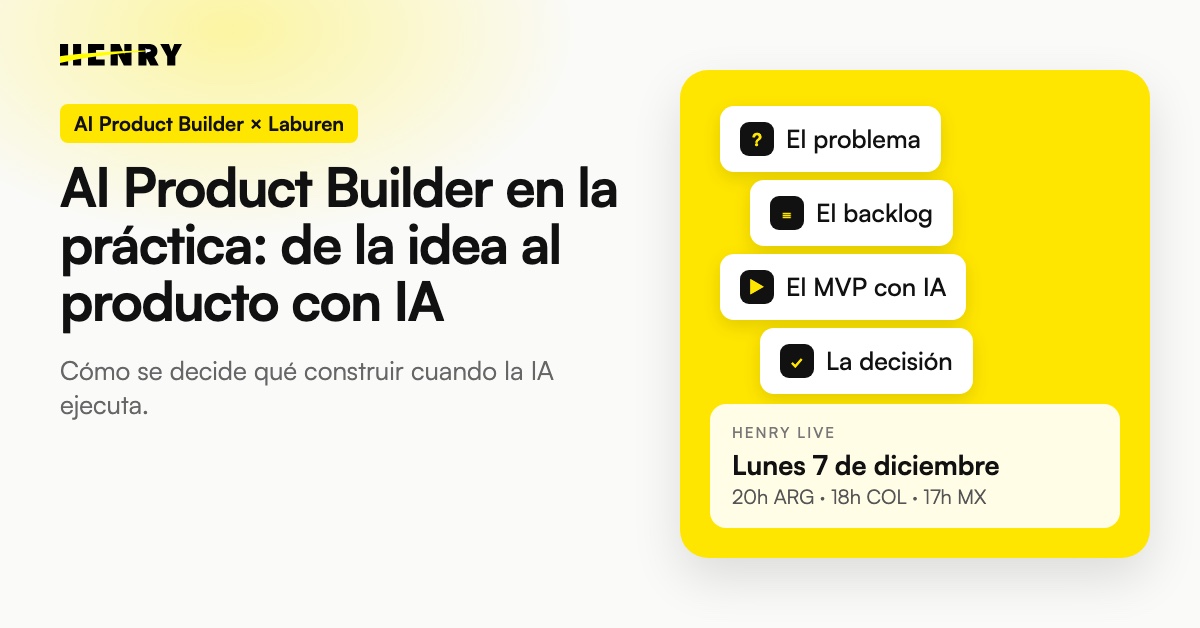 HENRY
AI Product Builder × Laburen
AI Product Builder en la
práctica: de la idea al
producto con IA
Cómo se decide qué construir cuando la IA
ejecuta.
? El problema
El backlog
El MVP con IA
La decisión
HENRY LIVE
Lunes 7 de diciembre
20h ARG · 18h COL · 17h MX